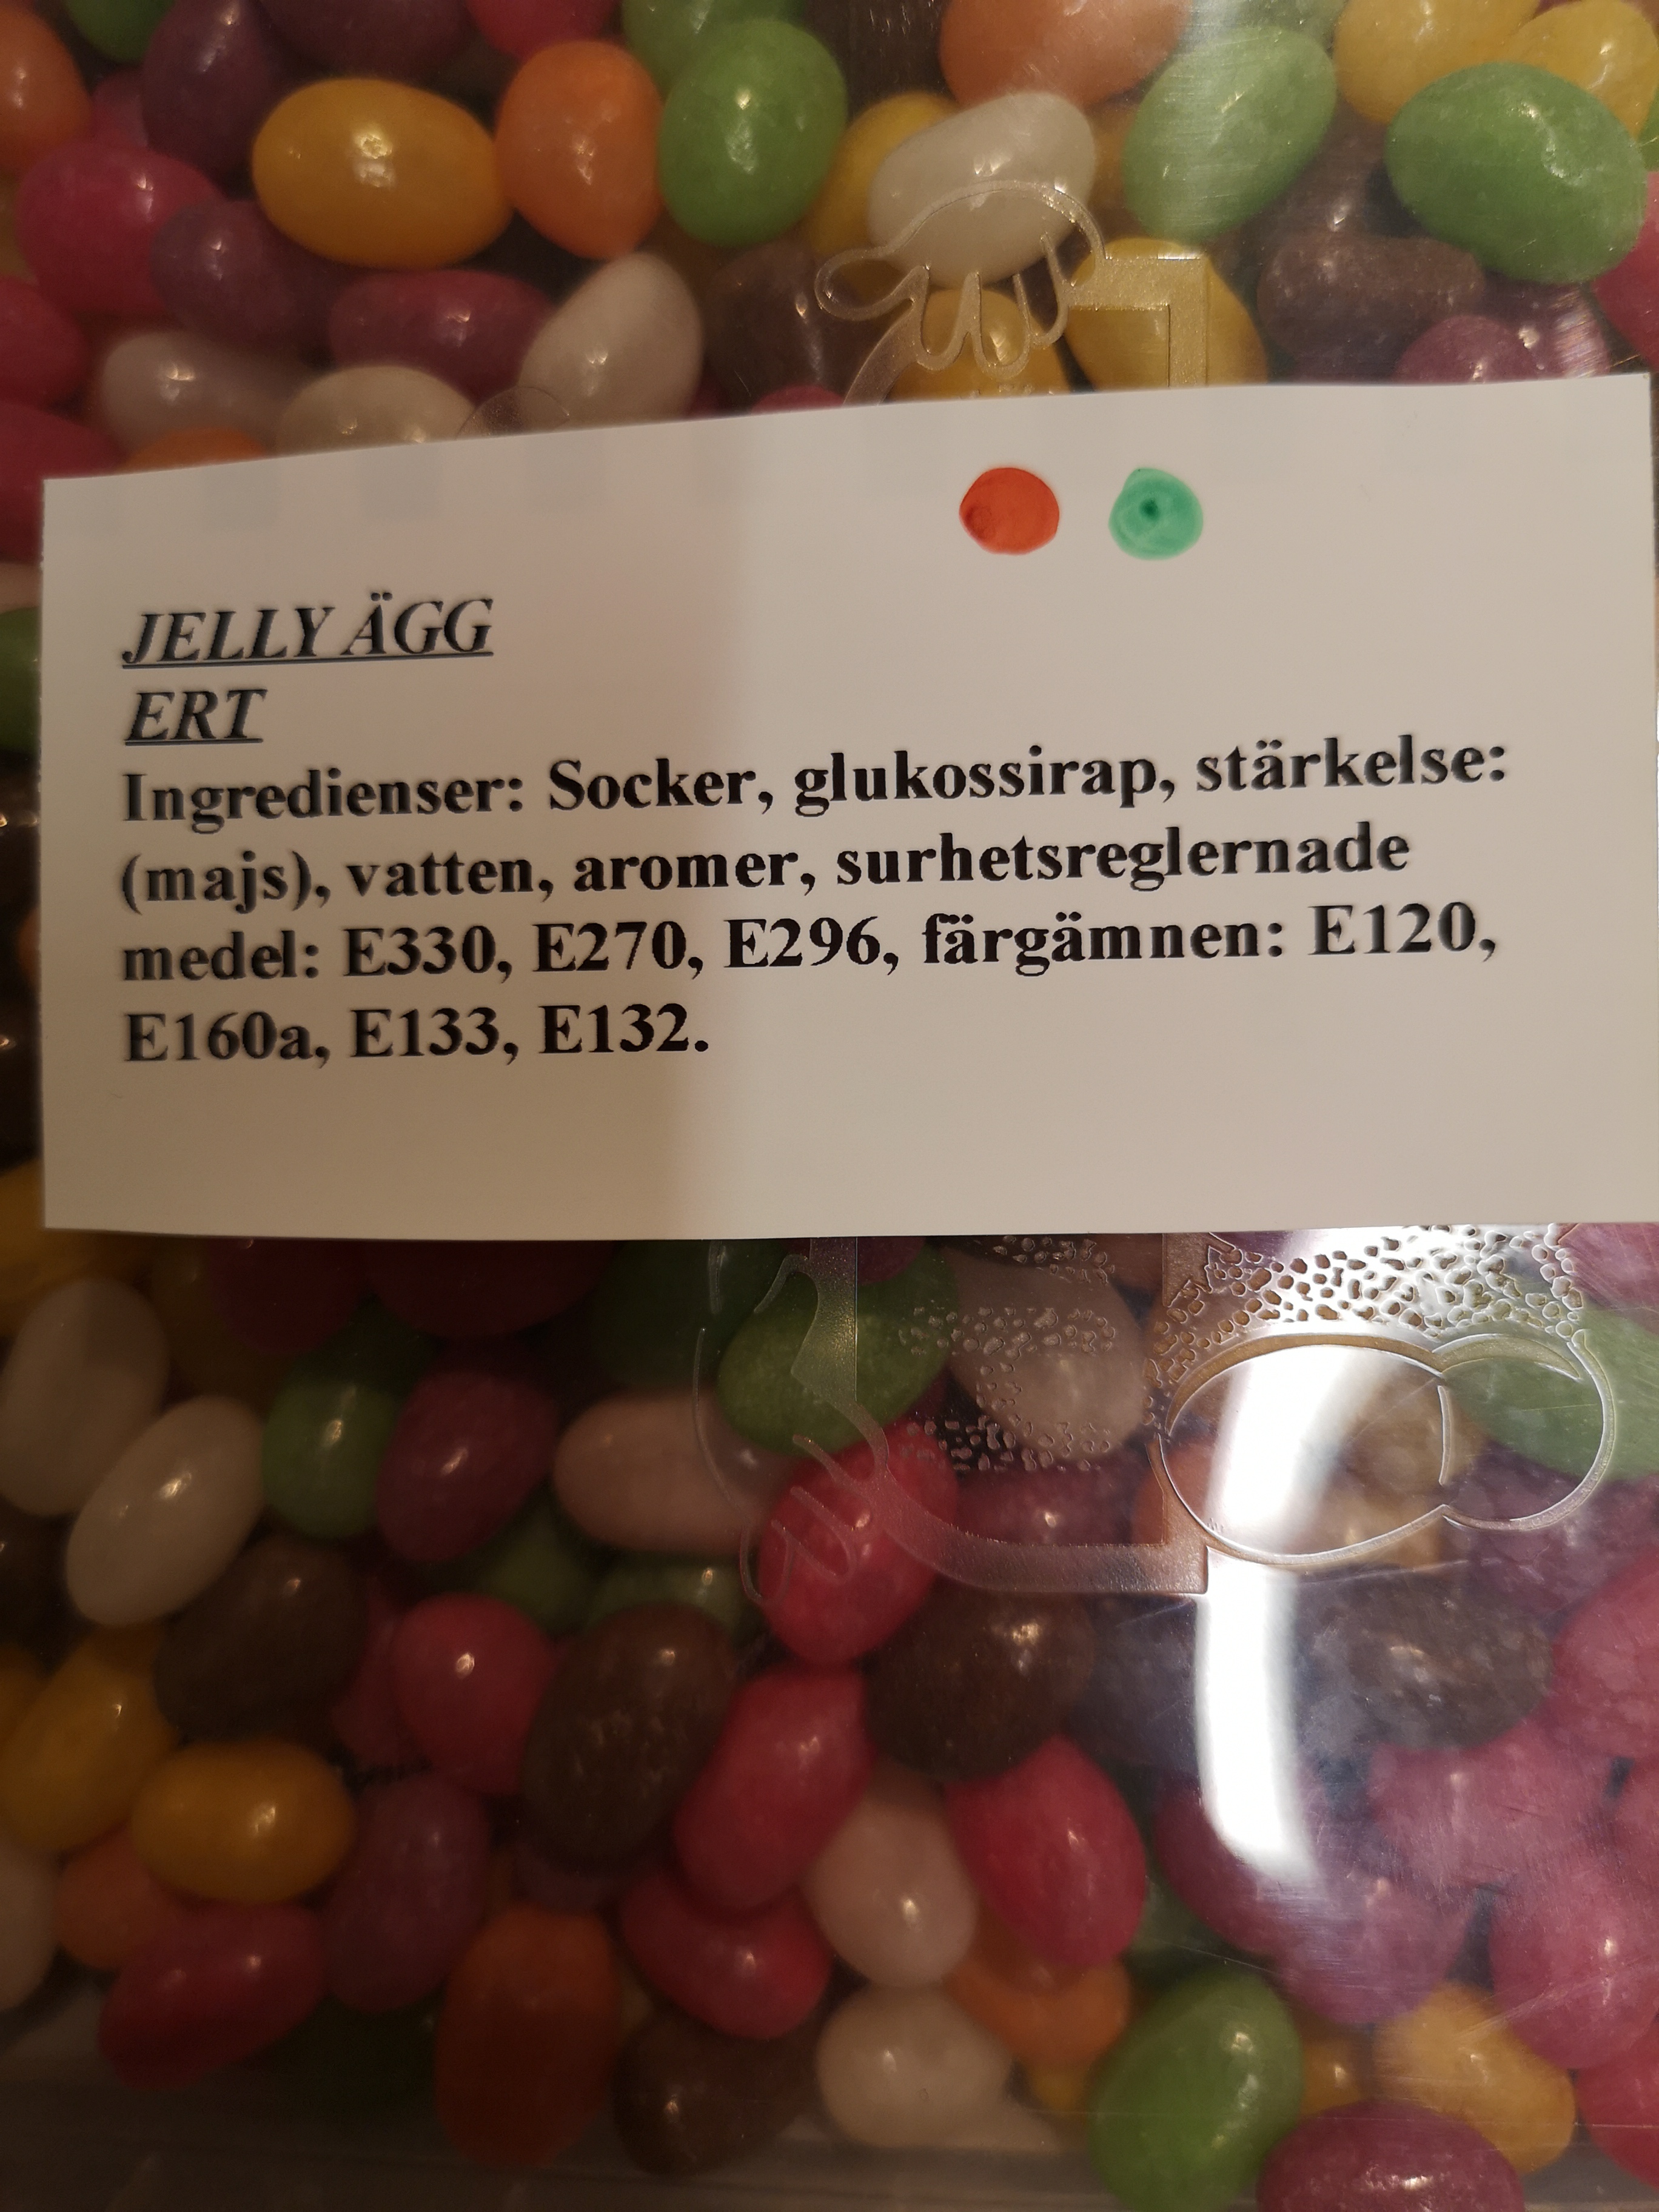 JELLY ÄGG
ERT
Ingredienser: Socker, glukossirap, stärkelse:
(majs), vatten, aromer, surhetsreglernade
medel: E330, E270, E296, färgämnen: E120,
E160a, E133, E132.